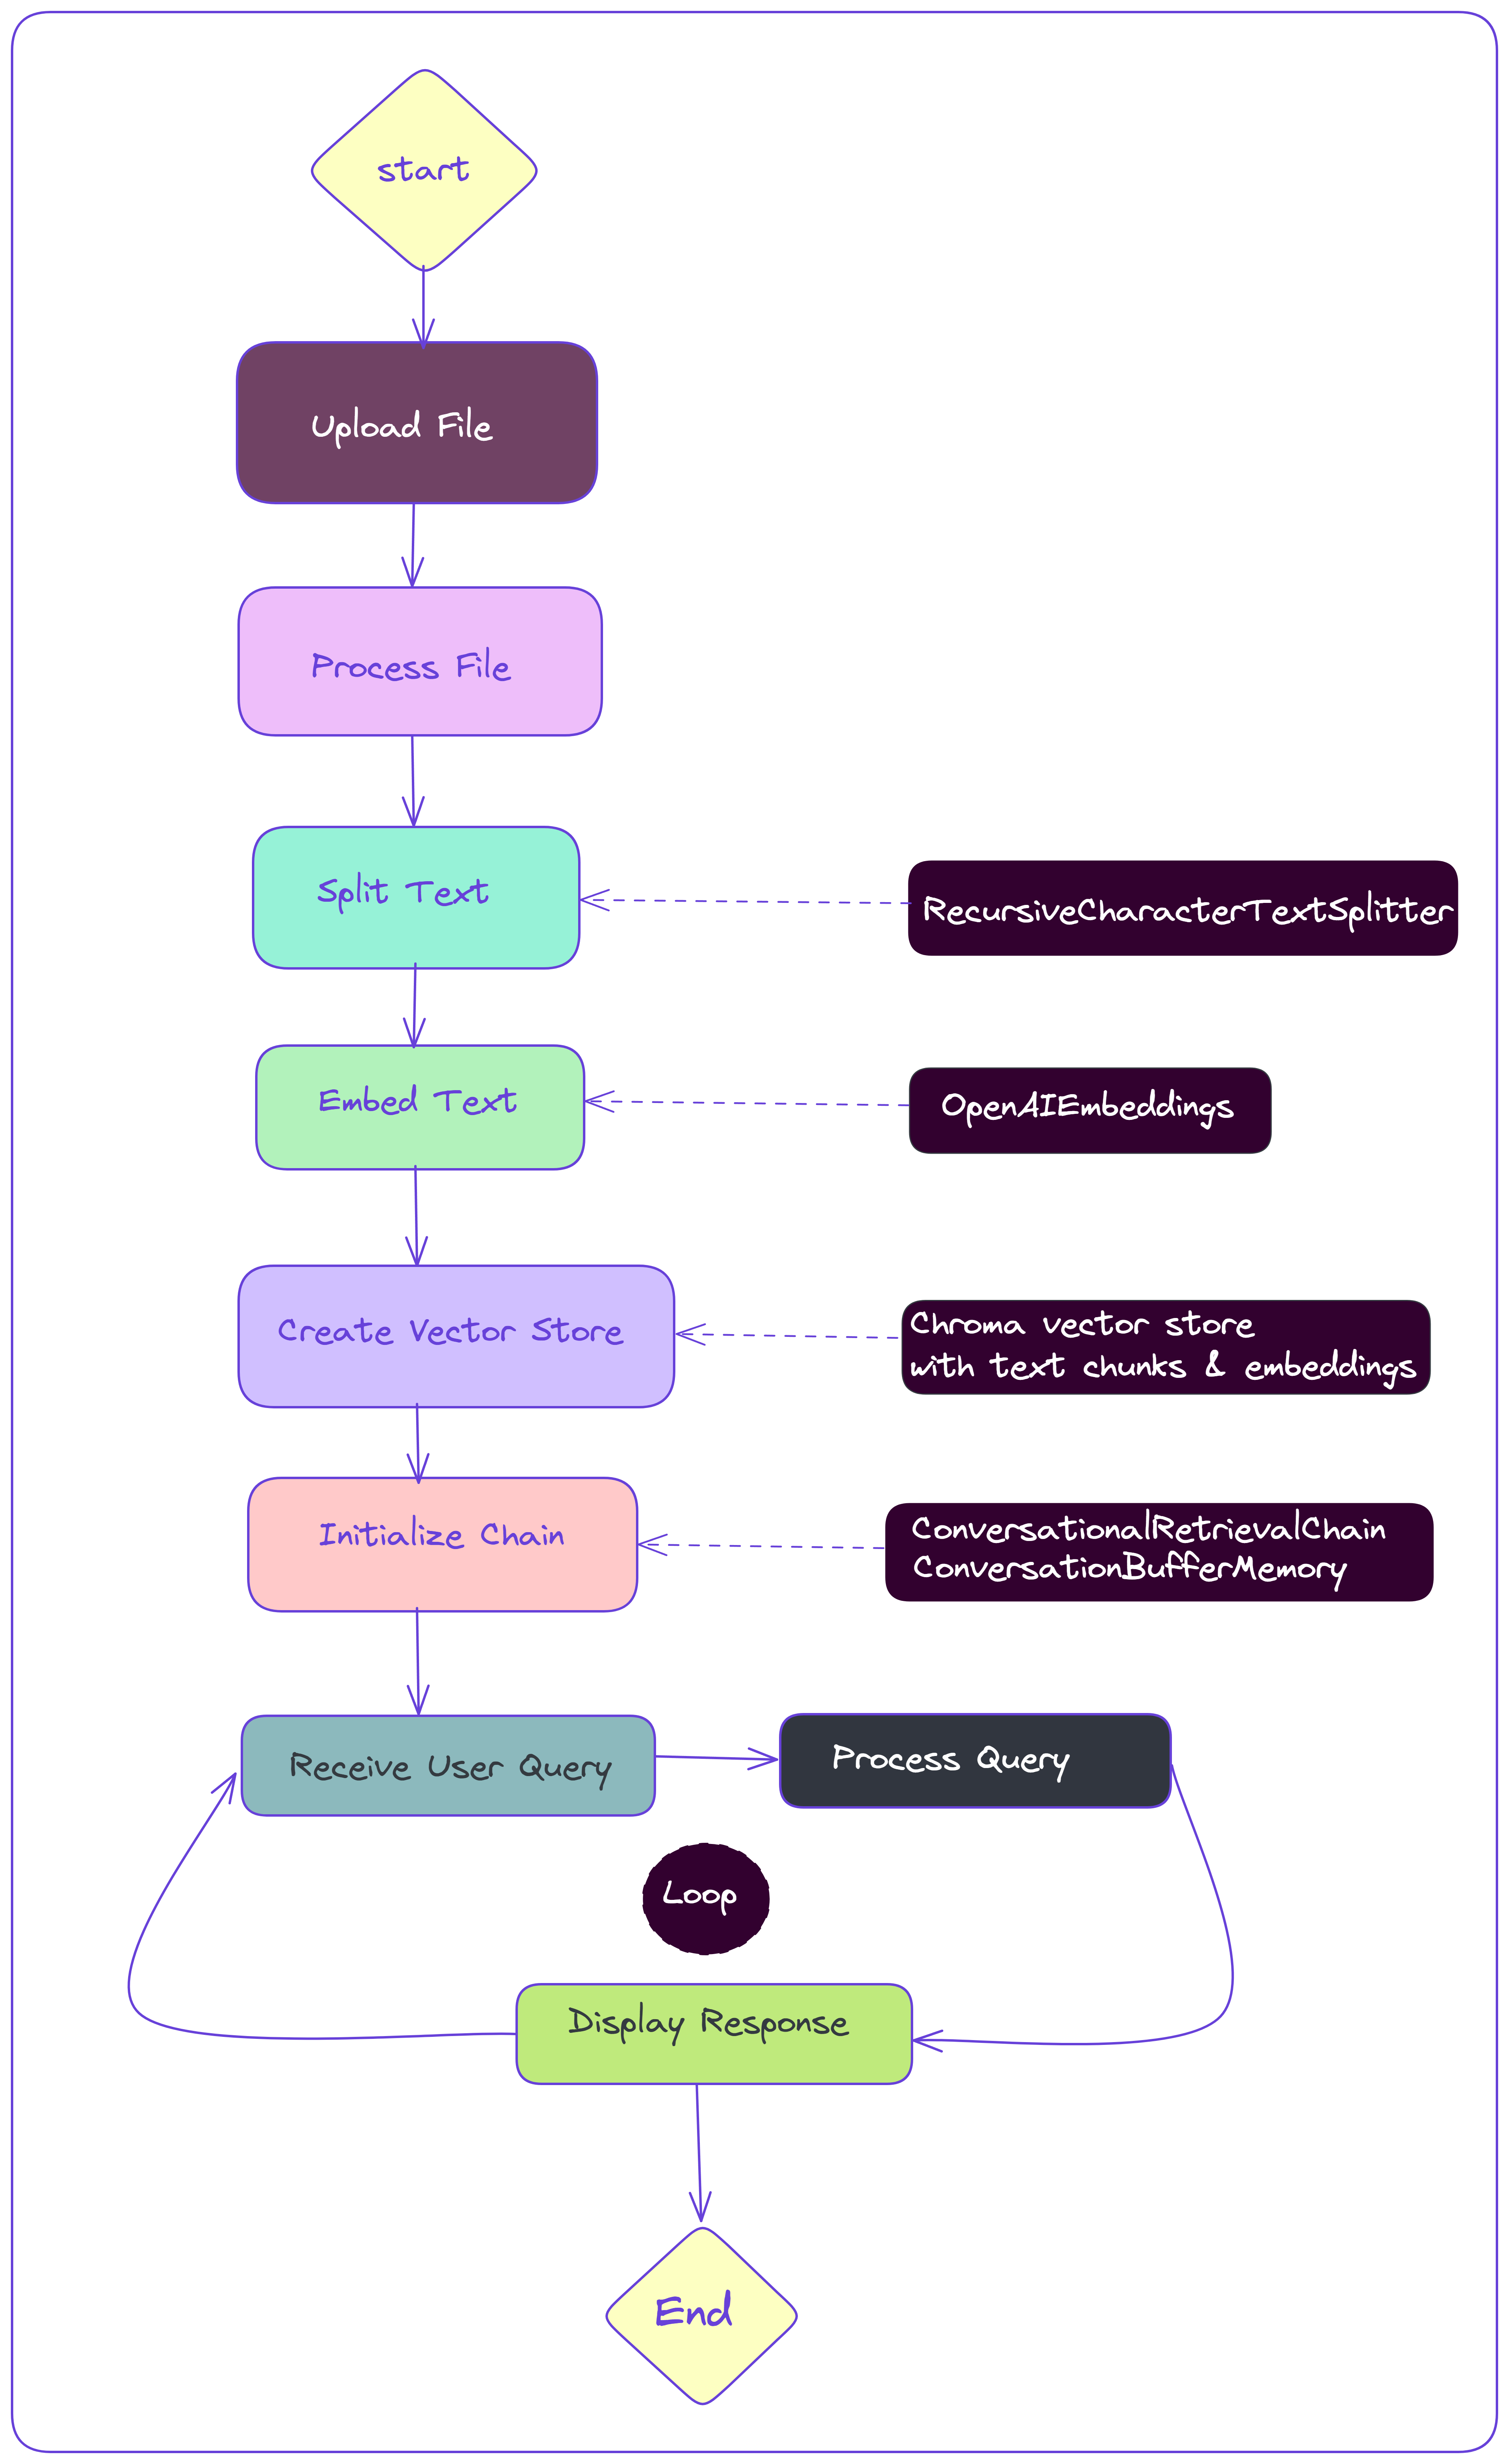 start
Upload File
Process File
Split Text
RecursiveCharacterTextSplitter
Embed Text
OpenAIEmbeddings
Create Vector Store
Chroma vector store
with text chunks & embeddings
Initialize Chain
ConversationalRetrievalChain
ConversationBufferMemory
Receive User Query
Process Query
Loop
Display Response
End